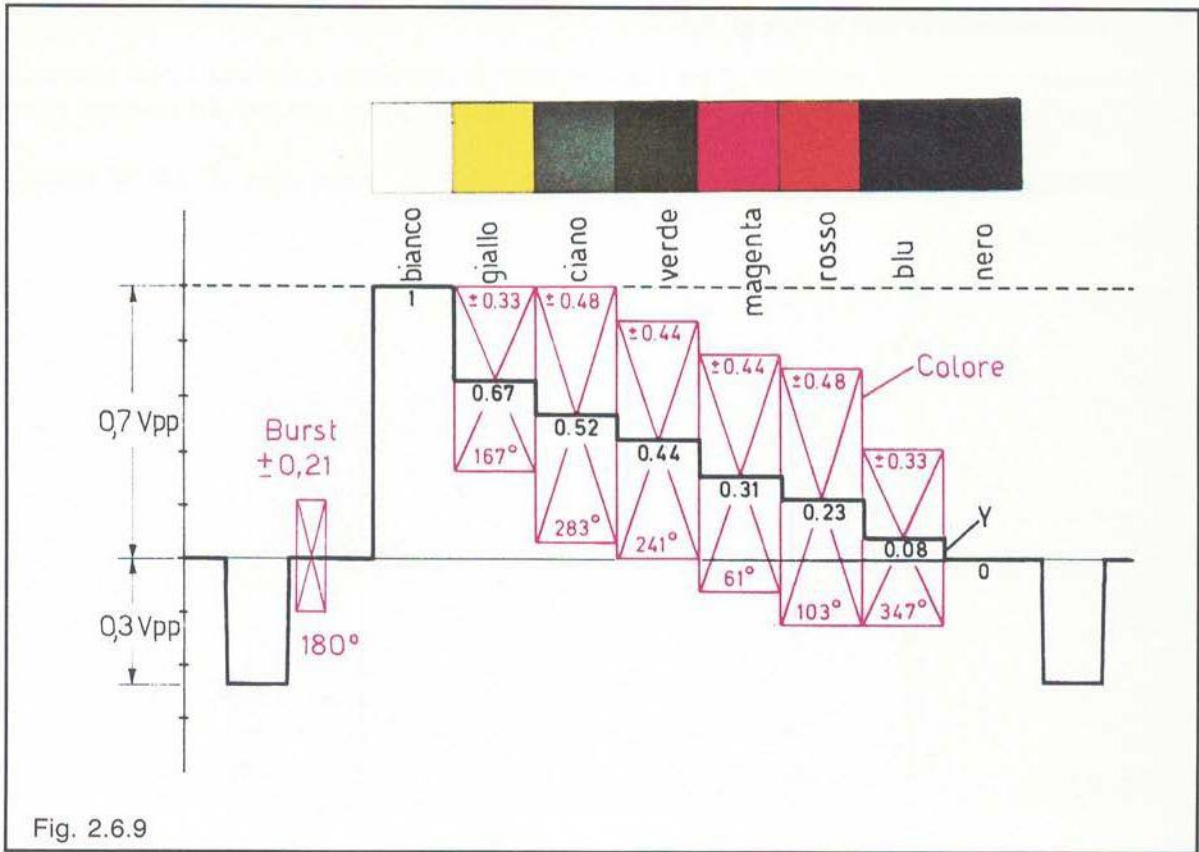 bianco
giallo
ciano
verde
magenta
rosso
blu
nero
1
±0.33
±0.48
±0.44
±0.44
±0.48
±0.33
Colore
0,7 Vpp
Burst
±0,21
0.67
0.52
0.44
0.31
0.23
0.08
Y
0
167°
283°
241°
61°
103°
347°
0,3 Vpp
180°
Fig. 2.6.9